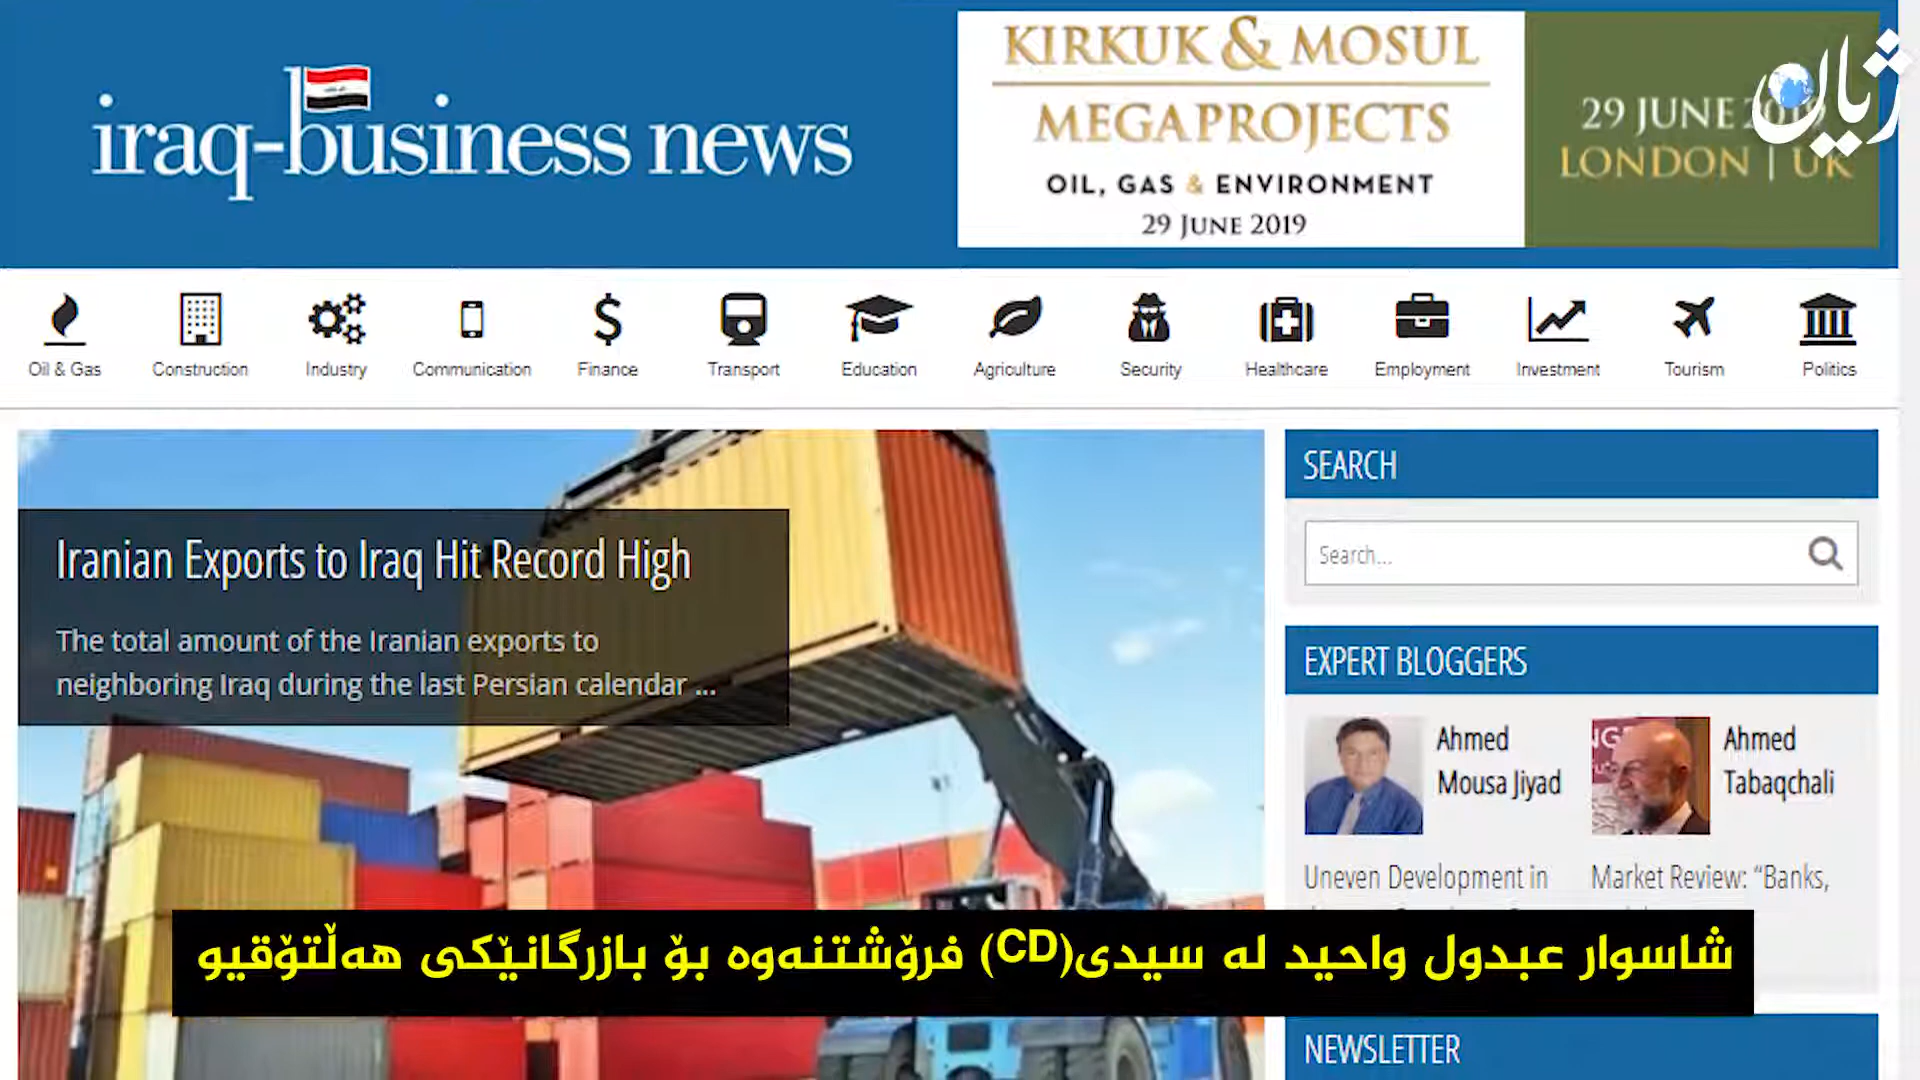 iraq-business news
KIRKUK & MOSUL
MEGAPROJECTS
OIL, GAS & ENVIRONMENT
29 JUNE 2019
29 JUNE 2019
LONDON | UK
ژیان
Oil & Gas
Construction
Industry
Communication
Finance
Transport
Education
Agriculture
Security
Healthcare
Employment
Investment
Tourism
Politics
Iranian Exports to Iraq Hit Record High
The total amount of the Iranian exports to
neighboring Iraq during the last Persian calendar ...
SEARCH
Search...
EXPERT BLOGGERS
Ahmed
Mousa Jiyad
Uneven Development in
Ahmed
Tabaqchali
Market Review: “Banks,
شاسوار عبدول واحید لە سیدی(CD) فرۆشتنەوە بۆ بازرگانێکی هەڵتۆقیو
NEWSLETTER